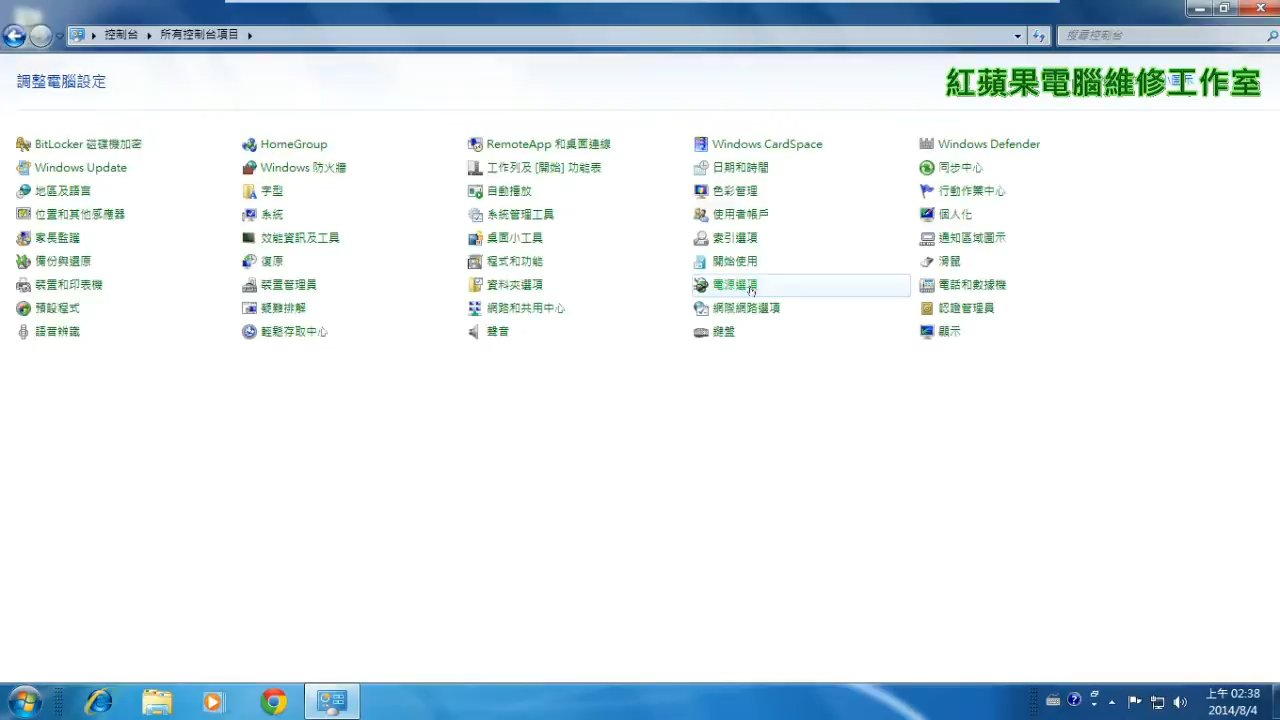 控制台 ▸ 所有控制台項目 ▸
搜尋控制台
調整電腦設定
紅蘋果電腦維修工作室
BitLocker 磁碟機加密
HomeGroup
RemoteApp 和桌面連線
Windows CardSpace
Windows Defender
Windows Update
Windows 防火牆
工作列及 [開始] 功能表
日期和時間
同步中心
地區及語言
字型
自動播放
色彩管理
行動作業中心
位置和其他感應器
系統
系統管理工具
使用者帳戶
個人化
家長監護
效能資訊及工具
桌面小工具
索引選項
通知區域圖示
備份與還原
復原
程式和功能
開始使用
滑鼠
裝置和印表機
裝置管理員
資料夾選項
電源選項
電話和數據機
預設程式
疑難排解
網路和共用中心
網際網路選項
認證管理員
語音辨識
輕鬆存取中心
聲音
鍵盤
顯示
上午 02:38
2014/8/4